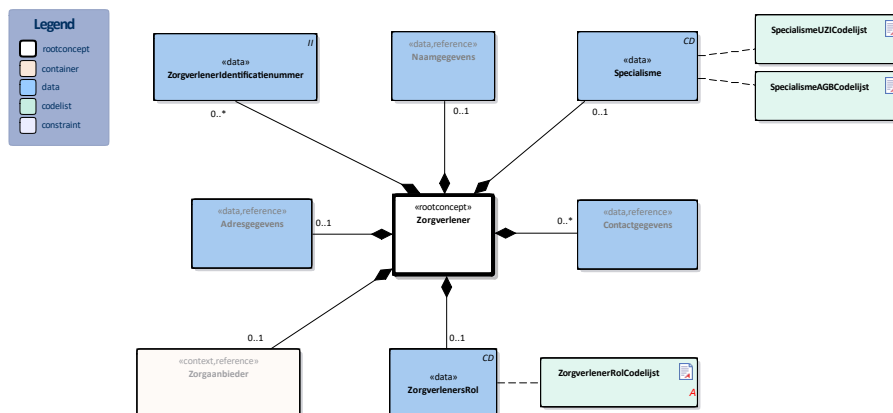 Legend
rootconcept
container
data
codelist
constraint
II
«data»
ZorgverlenerIdentificatienummer
0..*
«data,reference»
Naamgegevens
0..1
CD
«data»
Specialisme
0..1
SpecialismeUZICodelijst
SpecialismeAGBCodelijst
«data,reference»
Adresgegevens
0..1
«rootconcept»
Zorgverlener
0..*
«data,reference»
Contactgegevens
0..1
«context,reference»
Zorgaanbieder
0..1
CD
«data»
ZorgverlenersRol
ZorgverlenerRolCodelijst
A